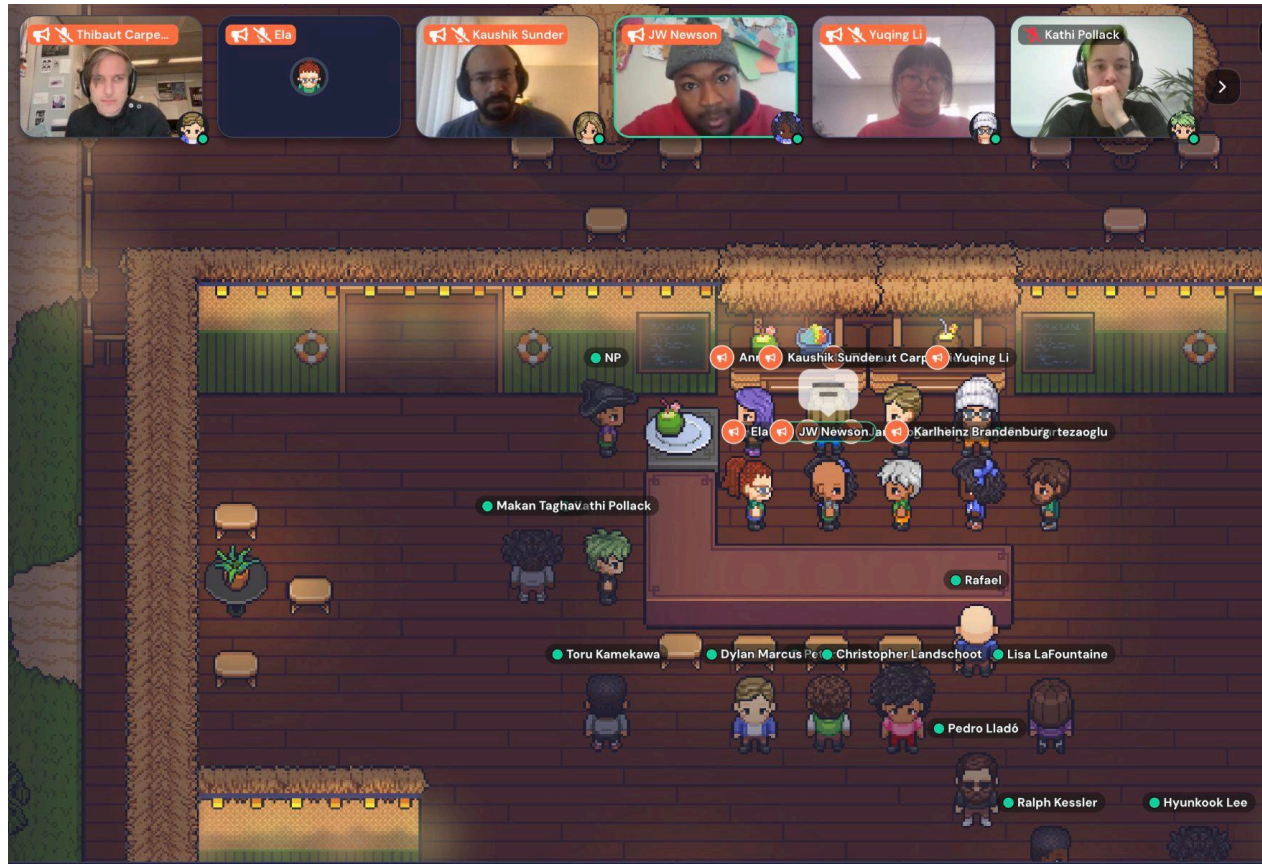 Thibaut Carpe...
Ela
Kaushik Sunder
JW Newson
Yuqing Li
Kathi Pollack
NP
Kaushik Sunder
Yuqing Li
Ela
JW Newson
Karlheinz Brandenburg
Makan Taghav
Kathi Pollack
Rafael
Toru Kamekawa
Dylan Marcus
Christopher Landschoot
Lisa LaFountaine
Pedro Lladó
Ralph Kessler
Hyunkook Lee